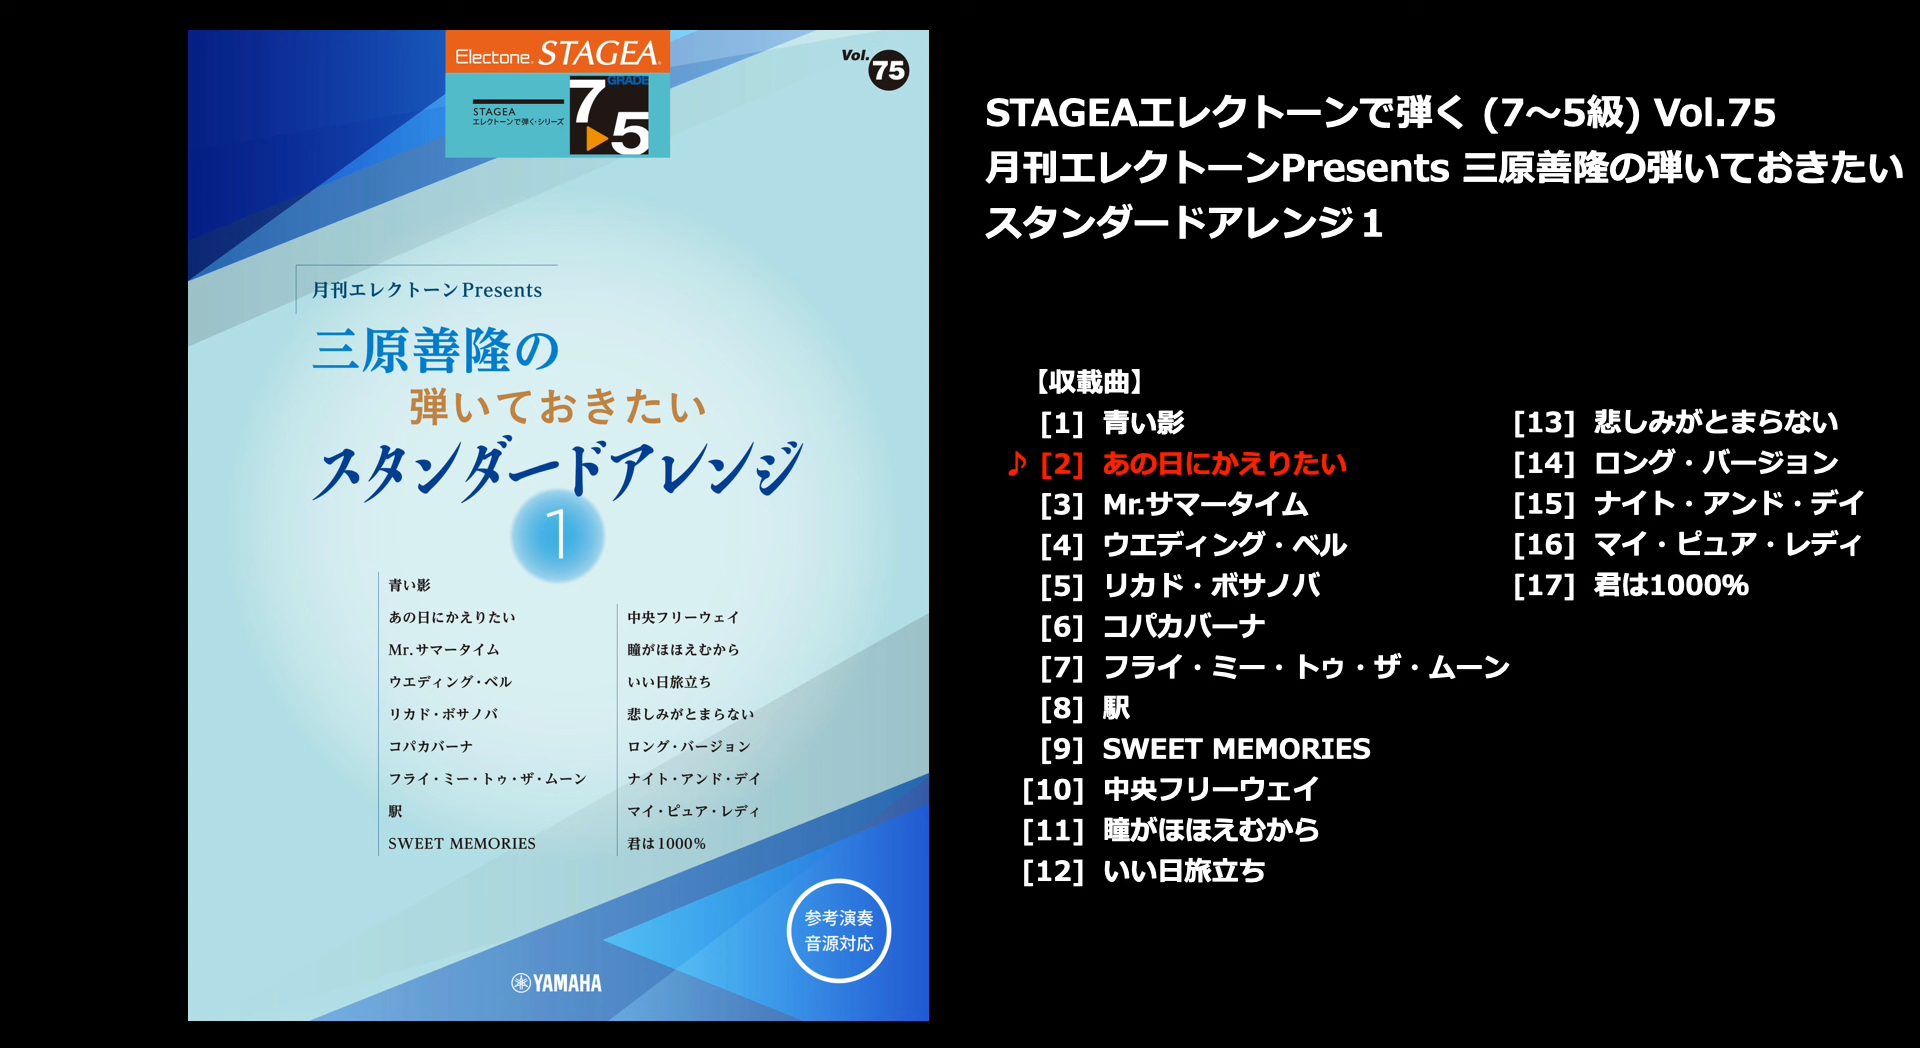 Electone STAGEA
STAGEA
エレクトーンで弾く・シリーズ
GRADE
7
5
Vol.75
月刊エレクトーンPresents
三原善隆の
弾いておきたい
スタンダードアレンジ
1
青い影
あの日にかえりたい
Mr.サマータイム
ウエディング・ベル
リカド・ボサノバ
コパカバーナ
フライ・ミー・トゥ・ザ・ムーン
駅
SWEET MEMORIES
中央フリーウェイ
瞳がほほえむから
いい日旅立ち
悲しみがとまらない
ロング・バージョン
ナイト・アンド・デイ
マイ・ピュア・レディ
君は1000%
参考演奏
音源対応
YAMAHA
STAGEAエレクトーンで弾く (7～5級) Vol.75
月刊エレクトーンPresents 三原善隆の弾いておきたい
スタンダードアレンジ1
【収載曲】
[1] 青い影
♪ [2] あの日にかえりたい
[3] Mr.サマータイム
[4] ウエディング・ベル
[5] リカド・ボサノバ
[6] コパカバーナ
[7] フライ・ミー・トゥ・ザ・ムーン
[8] 駅
[9] SWEET MEMORIES
[10] 中央フリーウェイ
[11] 瞳がほほえむから
[12] いい日旅立ち
[13] 悲しみがとまらない
[14] ロング・バージョン
[15] ナイト・アンド・デイ
[16] マイ・ピュア・レディ
[17] 君は1000%